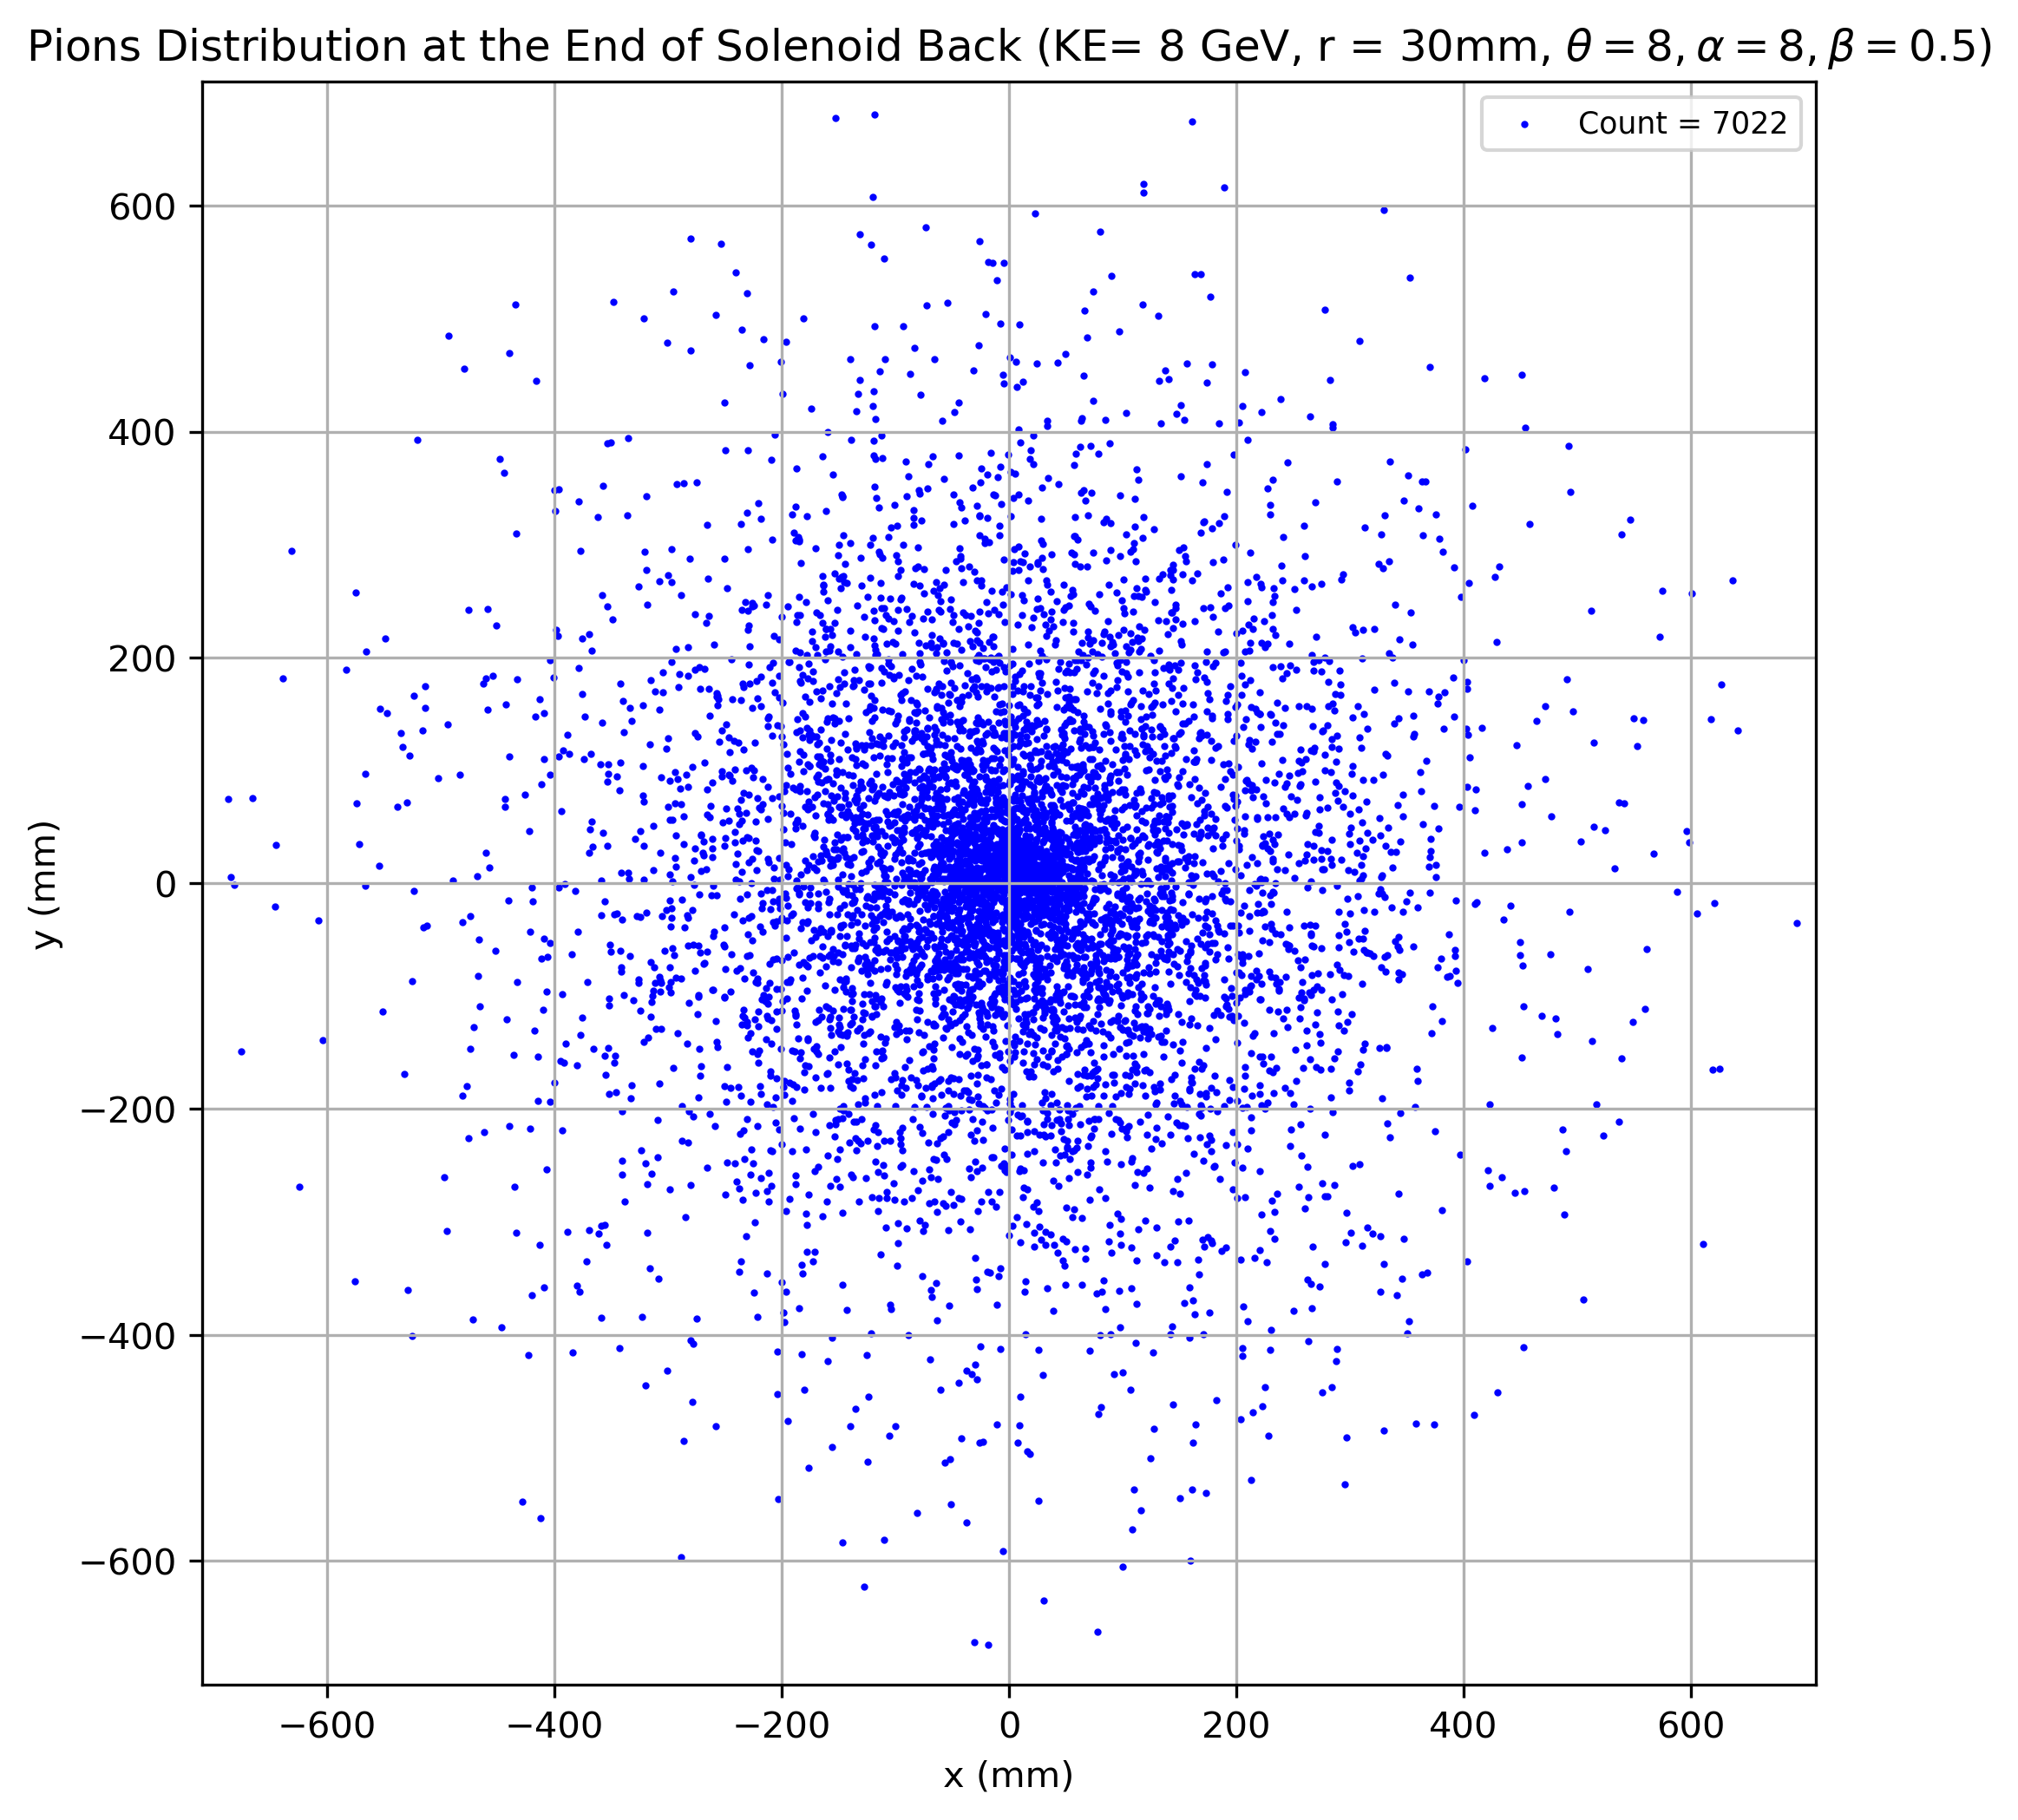 Pions Distribution at the End of Solenoid Back (KE= 8 GeV, r = 30mm, θ = 8, α = 8, β = 0.5)
Count = 7022
600
400
200
0
−200
−400
−600
y (mm)
−600 −400 −200 0 200 400 600
x (mm)